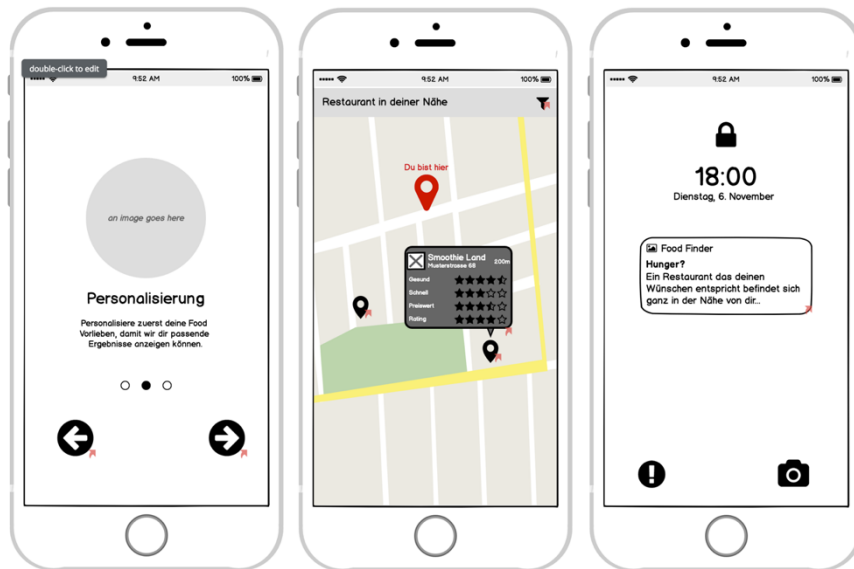 double-click to edit
9:52 AM
100%
an image goes here
Personalisierung
Personalisiere zuerst deine Food
Vorlieben, damit wir dir passende
Ergebnisse anzeigen können.
9:52 AM
100%
Restaurant in deiner Nähe
Du bist hier
Smoothie Land
Musterstrasse 68
200m
Gesund
Schnell
Preiswert
Rating
9:52 AM
100%
18:00
Dienstag, 6. November
Food Finder
Hunger?
Ein Restaurant das deinen
Wünschen entspricht befindet sich
ganz in der Nähe von dir...